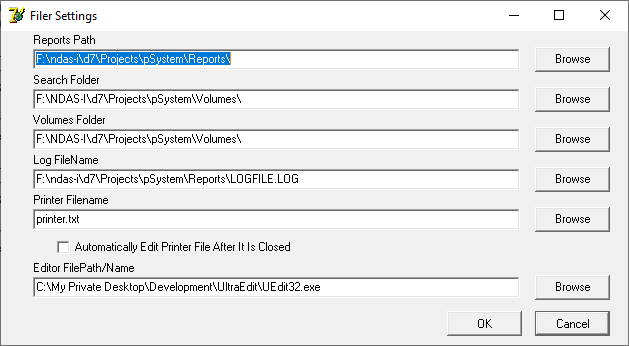 Filer Settings
Reports Path
F:\ndas-i\d7\Projects\pSystem\Reports\
Browse
Search Folder
F:\NDAS-I\d7\Projects\pSystem\Volumes\
Browse
Volumes Folder
F:\NDAS-I\d7\Projects\pSystem\Volumes\
Browse
Log FileName
F:\ndas-i\d7\Projects\pSystem\Reports\LOGFILE.LOG
Browse
Printer Filename
printer.txt
Browse
Automatically Edit Printer File After It Is Closed
Editor FilePath/Name
C:\My Private Desktop\Development\UltraEdit\UEdit32.exe
Browse
OK
Cancel